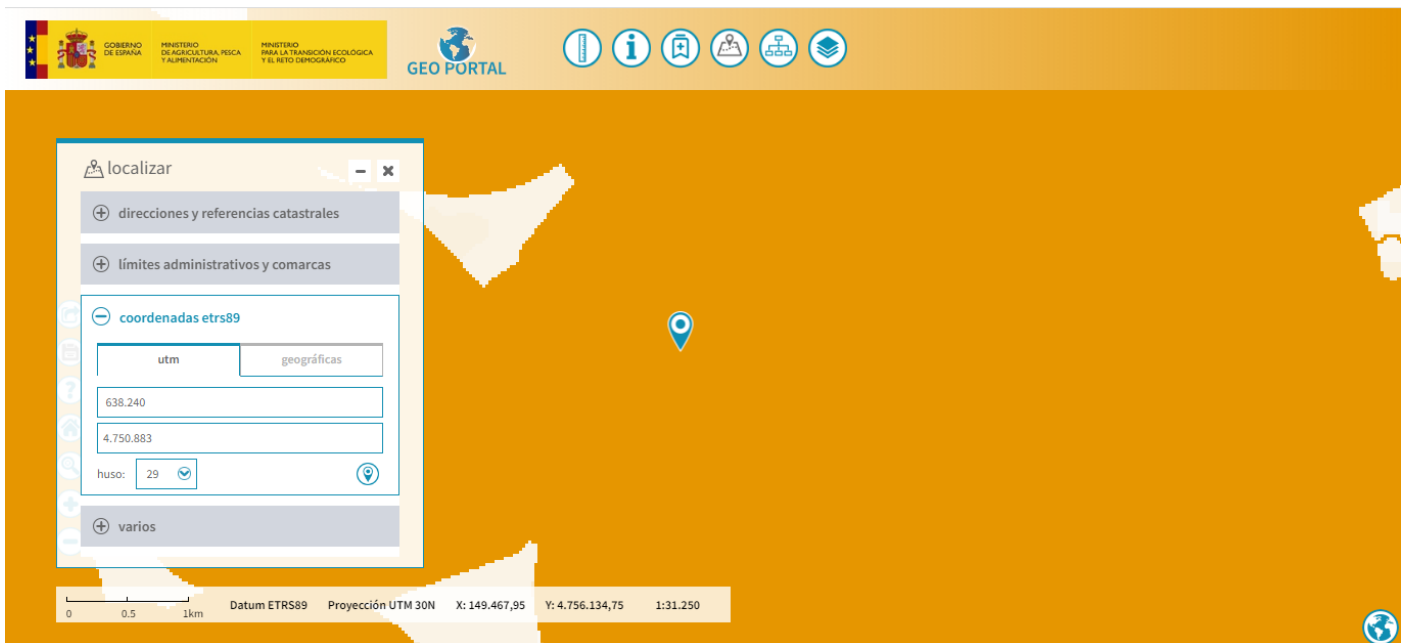 GOBIERNO
DE ESPAÑA
MINISTERIO
DE AGRICULTURA, PESCA
Y ALIMENTACIÓN
MINISTERIO
PARA LA TRANSICIÓN ECOLÓGICA
Y EL RETO DEMOGRÁFICO
GEO PORTAL
localizar
direcciones y referencias catastrales
límites administrativos y comarcas
coordenadas etrs89
utm geográficas
638.240
4.750.883
huso: 29
varios
0 0.5 1km Datum ETRS89 Proyección UTM 30N X: 149.467,95 Y: 4.756.134,75 1:31.250